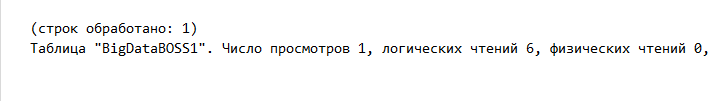 (строк обработано: 1)
Таблица "BigDataBOSS1". Число просмотров 1, логических чтений 6, физических чтений 0,